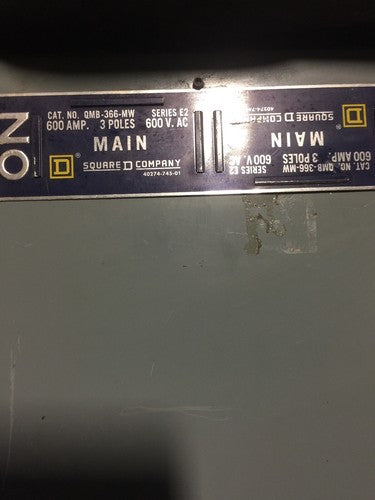 ON
CAT. NO. QMB-366-MW SERIES E2
600 AMP. 3 POLES 600 V. AC
MAIN
D
SQUARE D COMPANY
40274-745-01
CAT. NO. QMB-366-MW
600 AMP. 3 POLES
SERIES E2
600 V. AC
MAIN
D
SQUARE D COMPANY